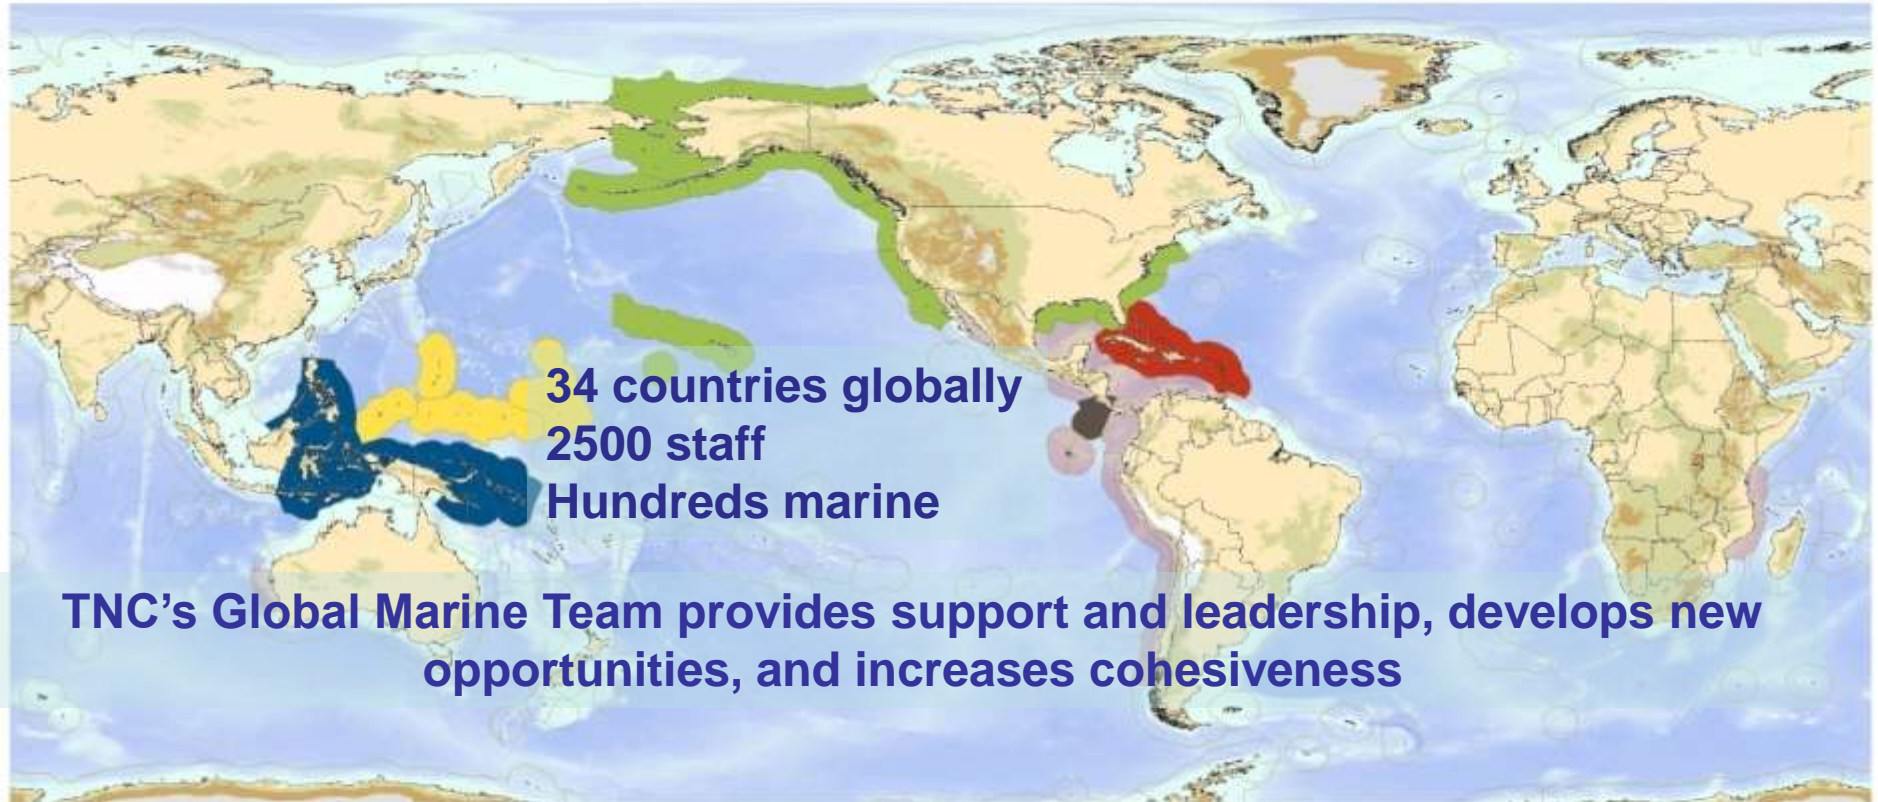 34 countries globally
2500 staff
Hundreds marine
TNC’s Global Marine Team provides support and leadership, develops new
opportunities, and increases cohesiveness